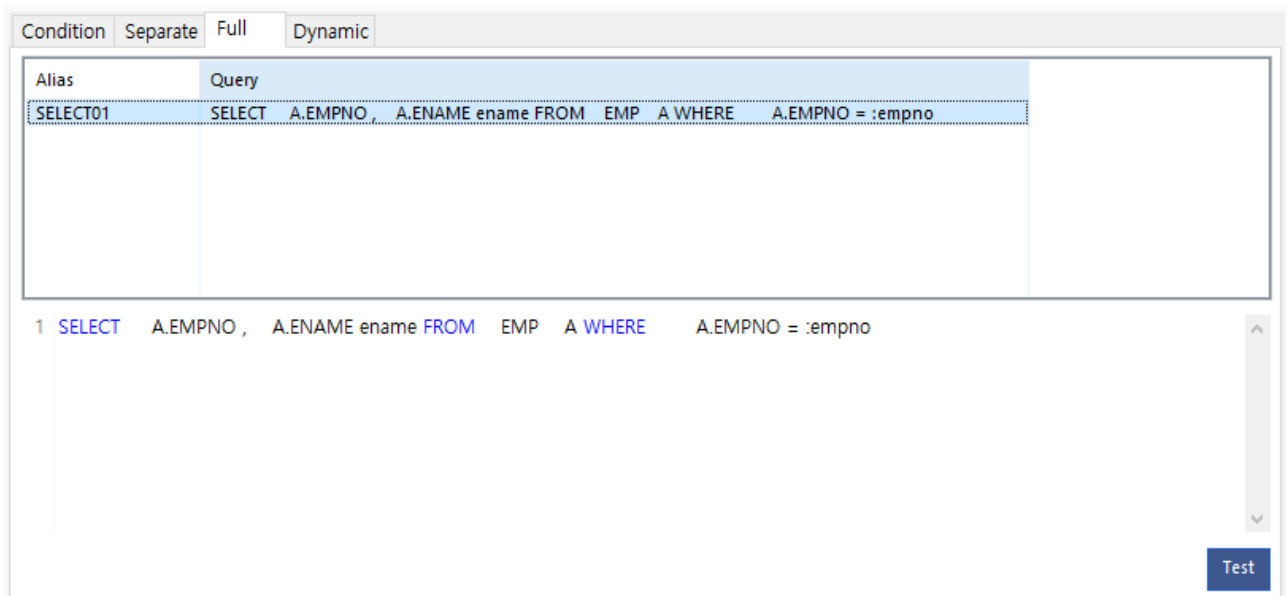 Condition Separate Full Dynamic
Alias Query
SELECT01 SELECT A.EMPNO , A.ENAME ename FROM EMP A WHERE A.EMPNO = :empno
1 SELECT A.EMPNO , A.ENAME ename FROM EMP A WHERE A.EMPNO = :empno
Test